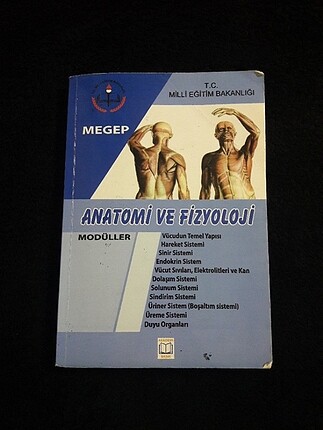 T.C.
MİLLİ EĞİTİM BAKANLIĞI
MEGEP
ANATOMİ VE FİZYOLOJİ
MODÜLLER
Vücudun Temel Yapısı
Hareket Sistemi
Sinir Sistemi
Endokrin Sistem
Vücut Sıvıları, Elektrolitleri ve Kan
Dolaşım Sistemi
Solunum Sistemi
Sindirim Sistemi
Üriner Sistem (Boşaltım sistemi)
Üreme Sistemi
Duyu Organları